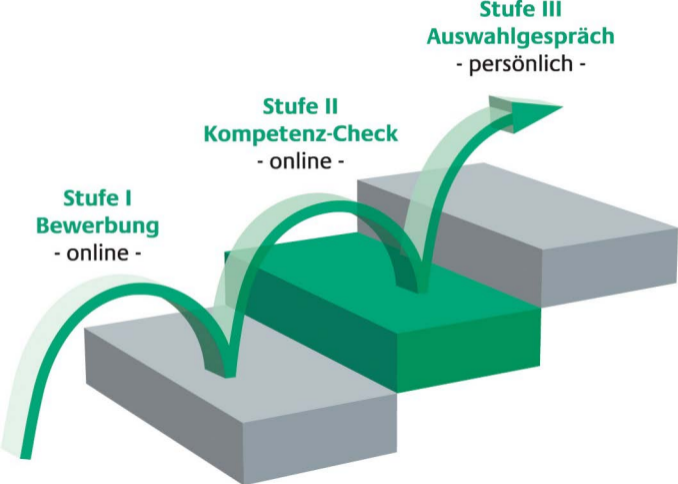 Stufe I
Bewerbung
- online -
Stufe II
Kompetenz-Check
- online -
Stufe III
Auswahlgespräch
- persönlich -